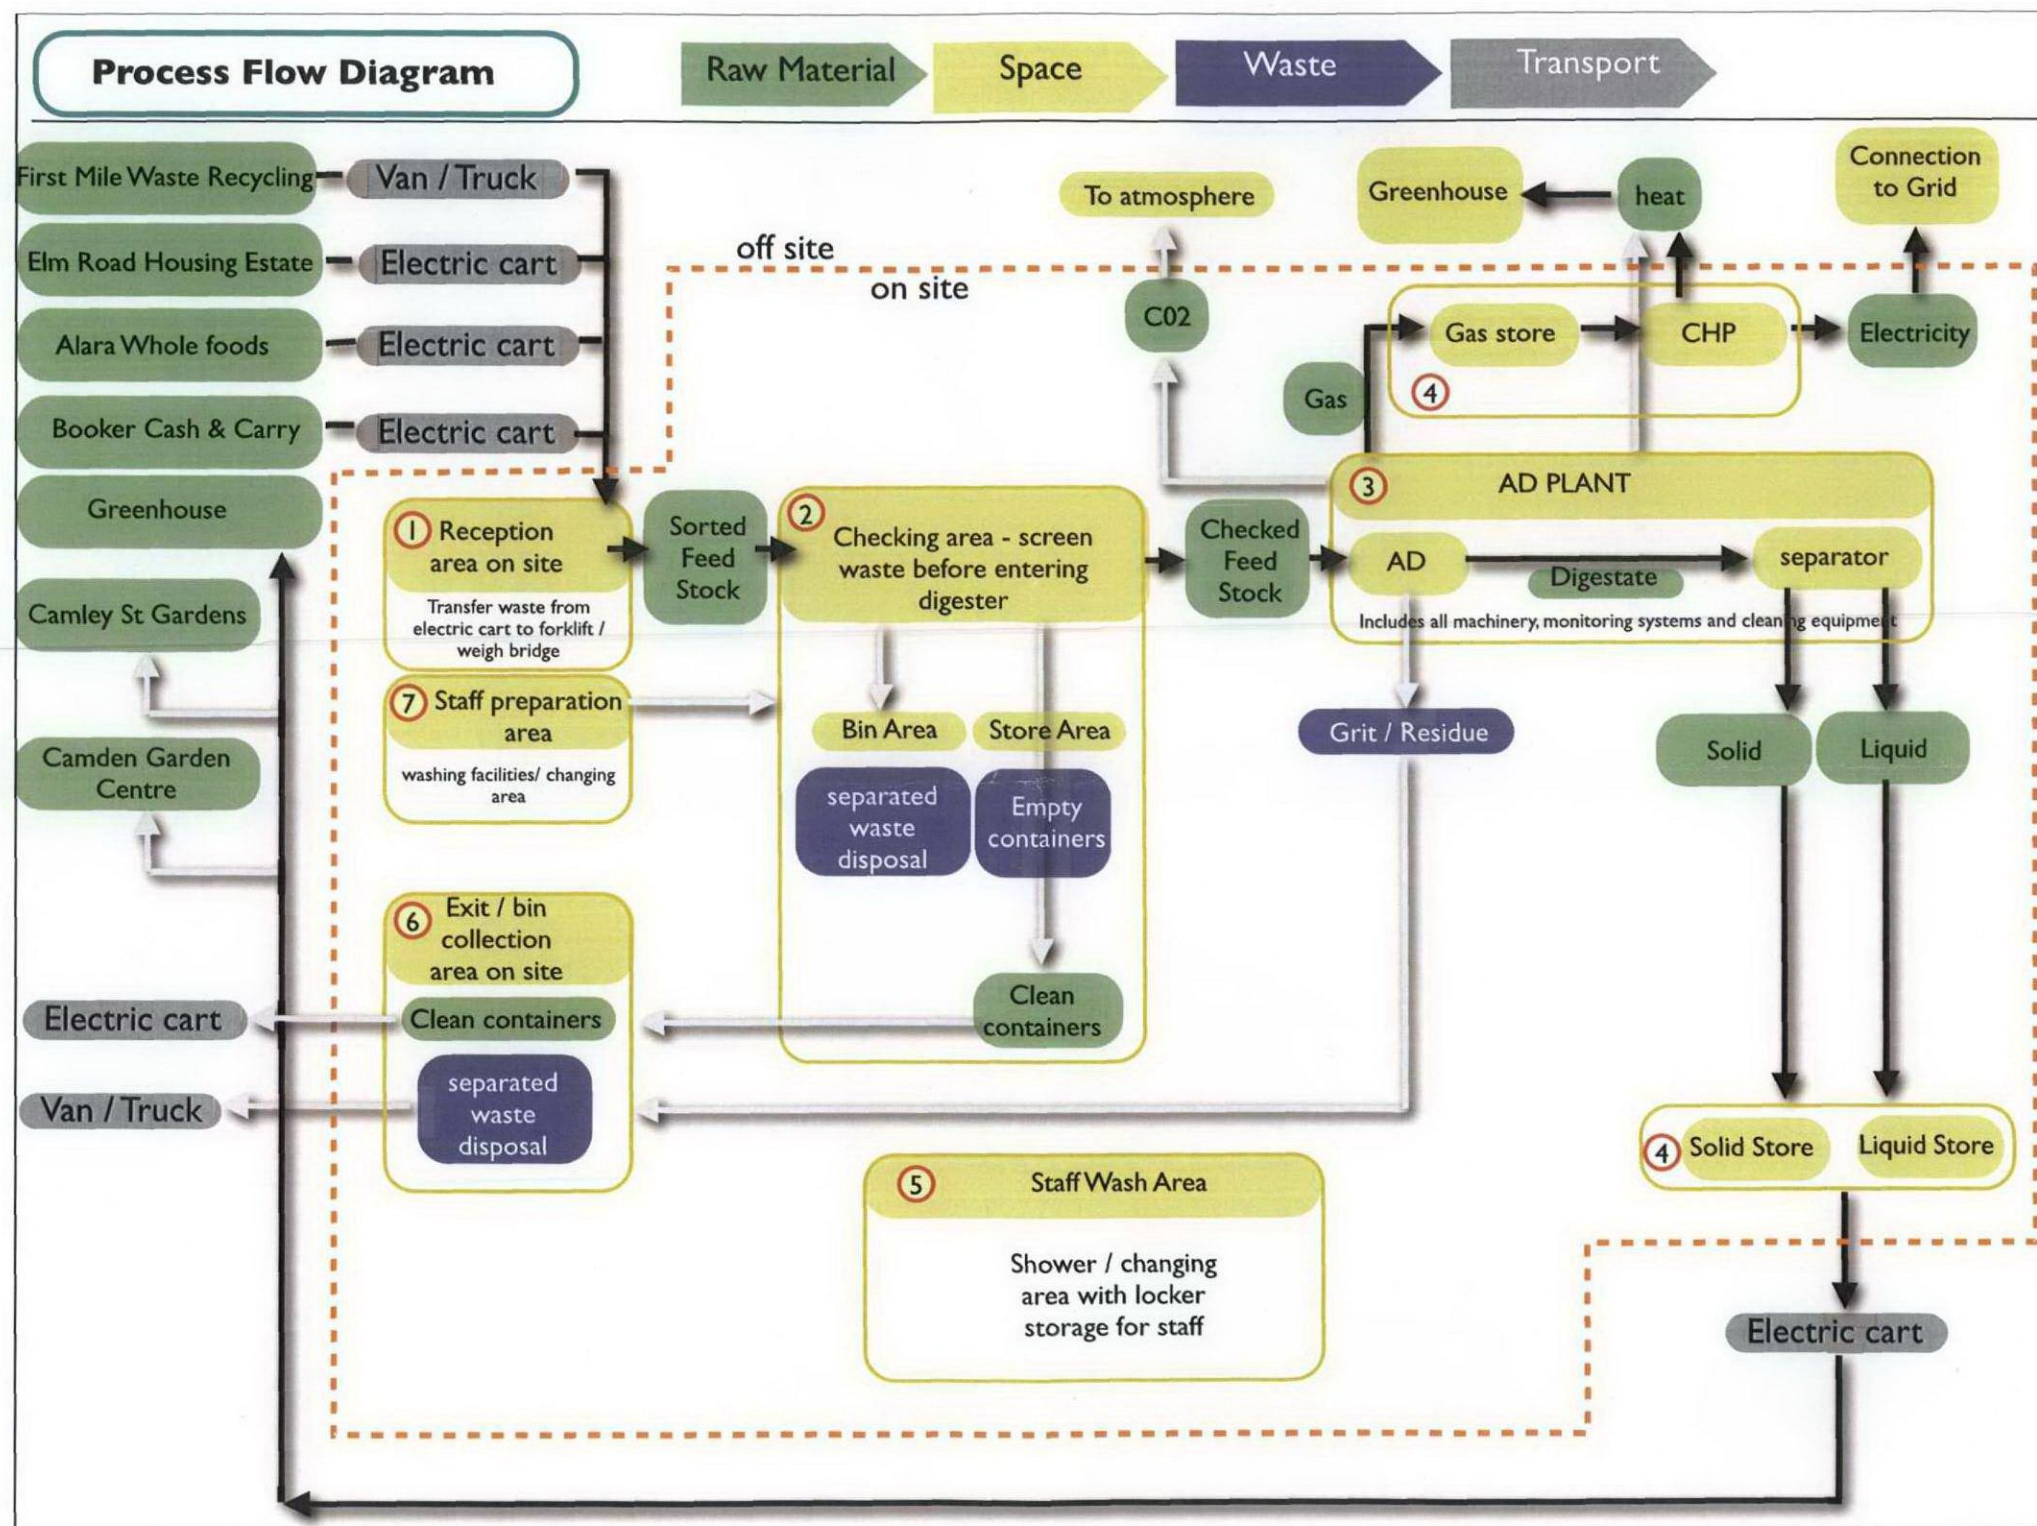 Process Flow Diagram
Raw Material
Space
Waste
Transport
First Mile Waste Recycling
Van / Truck
Elm Road Housing Estate
Electric cart
Alara Whole foods
Electric cart
Booker Cash & Carry
Electric cart
Greenhouse
Camley St Gardens
Camden Garden
Centre
Electric cart
Van / Truck
off site
on site
To atmosphere
C02
Greenhouse
heat
Connection
to Grid
Gas
Gas store
CHP
4
Electricity
1
Reception
area on site
Transfer waste from
electric cart to forklift /
weigh bridge
Sorted
Feed
Stock
2
Checking area - screen
waste before entering
digester
Checked
Feed
Stock
3
AD PLANT
AD
Digestate
separator
Includes all machinery, monitoring systems and cleaning equipment
7
Staff preparation
area
washing facilities/ changing
area
Bin Area
Store Area
separated
waste
disposal
Empty
containers
Clean
containers
Grit / Residue
Solid
Liquid
6
Exit / bin
collection
area on site
Clean containers
separated
waste
disposal
5
Staff Wash Area
Shower / changing
area with locker
storage for staff
4
Solid Store
Liquid Store
Electric cart